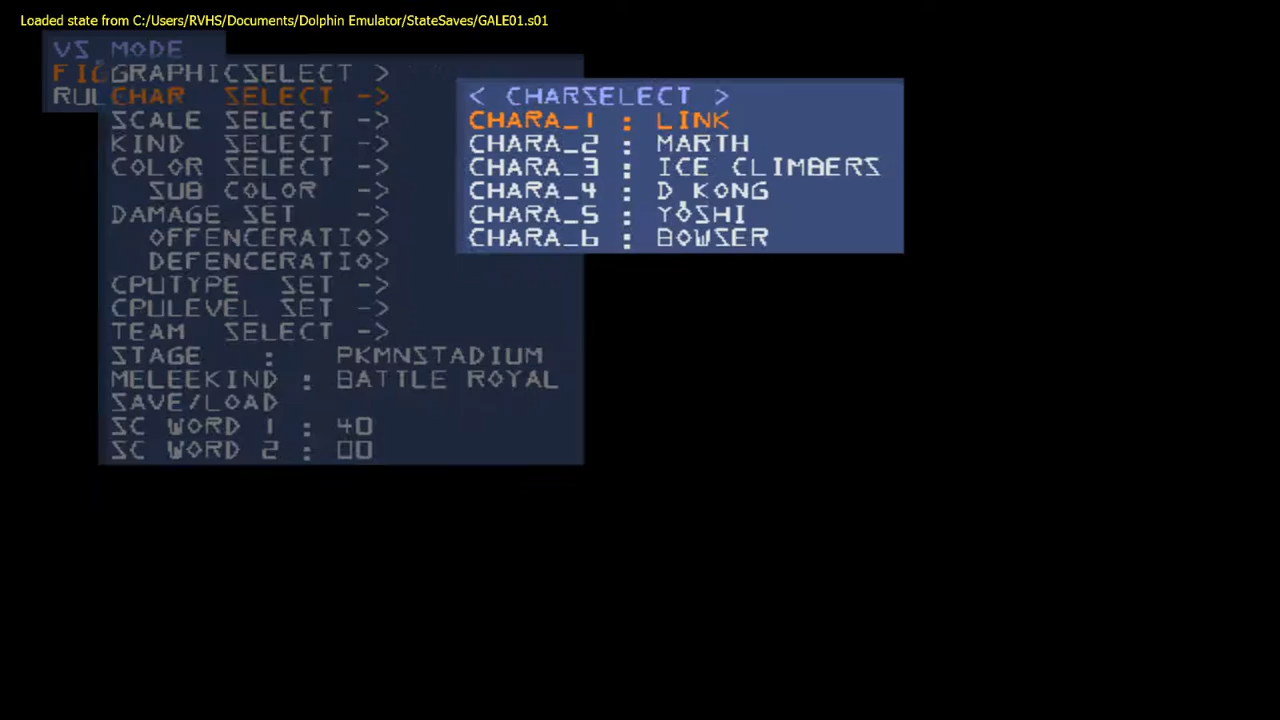 Loaded state from C:/Users/RVHS/Documents/Dolphin Emulator/StateSaves/GALE01.s01
VS. MODE
FIG
RUL
GRAPHICSELECT >
CHAR SELECT ->
SCALE SELECT ->
KIND SELECT ->
COLOR SELECT ->
SUB COLOR ->
DAMAGE SET ->
OFFENCERATIO>
DEFENCERATIO>
CPUTYPE SET ->
CPULEVEL SET ->
TEAM SELECT ->
STAGE : PKMNSTADIUM
MELEEKIND : BATTLE ROYAL
SAVE/LOAD
SC WORD 1 : 40
SC WORD 2 : 00
< CHARSELECT >
CHARA_1 : LINK
CHARA_2 : MARTH
CHARA_3 : ICE CLIMBERS
CHARA_4 : D.KONG
CHARA_5 : YOSHI
CHARA_6 : BOWSER